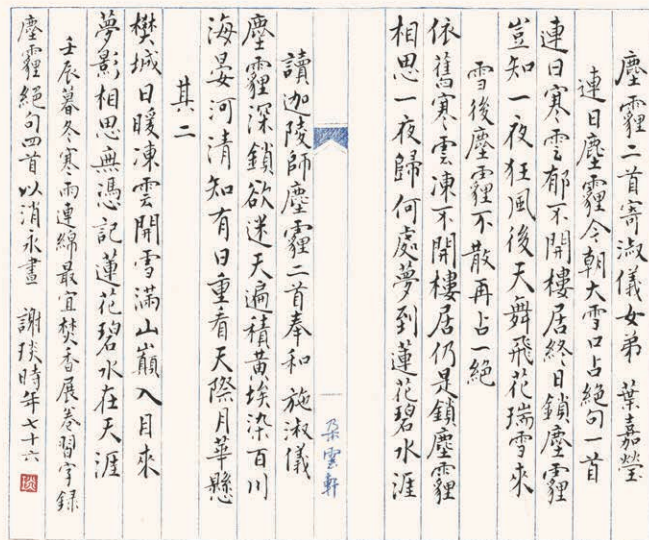 塵霾二首寄淑儀女弟 葉嘉瑩
連日塵霾今朝大雪口占絕句一首
連日寒雲郁不開樓居終日鎖塵霾
豈知一夜狂風後天舞飛花瑞雪來
雪後塵霾不散再占一絕
依舊寒雲凍不開樓居仍是鎖塵霾
相思一夜歸何處夢到蓮花碧水涯
朵雲軒
讀迦陵師塵霾二首奉和 施淑儀
塵霾深鎖欲迷天遍積黃埃染百川
海晏河清知有日重看天際月華懸
其二
樊城日暖凍雲開雪滿山巔入目來
夢影相思無憑記蓮花碧水在天涯
壬辰暮冬寒雨連綿最宜焚香展卷習字錄
塵霾絕句四首以消永晝 謝琰時年七十六
琰